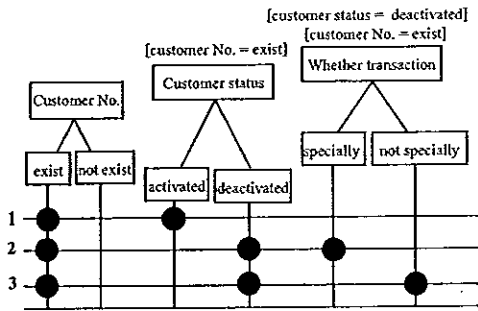 [customer status = deactivated]
[customer No. = exist]
[customer No. = exist]
Customer status
Whether transaction
Customer No.
exist
not exist
activated
deactivated
specially
not specially
1
2
3